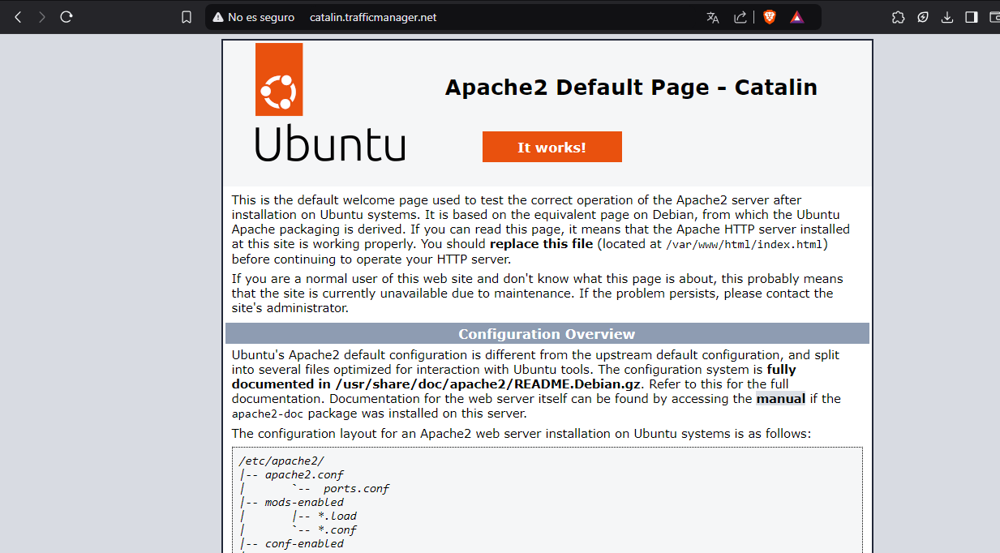 No es seguro catalin.trafficmanager.net
Apache2 Default Page - Catalin
Ubuntu
It works!
This is the default welcome page used to test the correct operation of the Apache2 server after
installation on Ubuntu systems. It is based on the equivalent page on Debian, from which the Ubuntu
Apache packaging is derived. If you can read this page, it means that the Apache HTTP server installed
at this site is working properly. You should replace this file (located at /var/www/html/index.html)
before continuing to operate your HTTP server.
If you are a normal user of this web site and don't know what this page is about, this probably means
that the site is currently unavailable due to maintenance. If the problem persists, please contact the
site's administrator.
Configuration Overview
Ubuntu's Apache2 default configuration is different from the upstream default configuration, and split
into several files optimized for interaction with Ubuntu tools. The configuration system is fully
documented in /usr/share/doc/apache2/README.Debian.gz. Refer to this for the full
documentation. Documentation for the web server itself can be found by accessing the manual if the
apache2-doc package was installed on this server.
The configuration layout for an Apache2 web server installation on Ubuntu systems is as follows:
/etc/apache2/
|-- apache2.conf
|       `--  ports.conf
|-- mods-enabled
|       |-- *.load
|       `-- *.conf
|-- conf-enabled